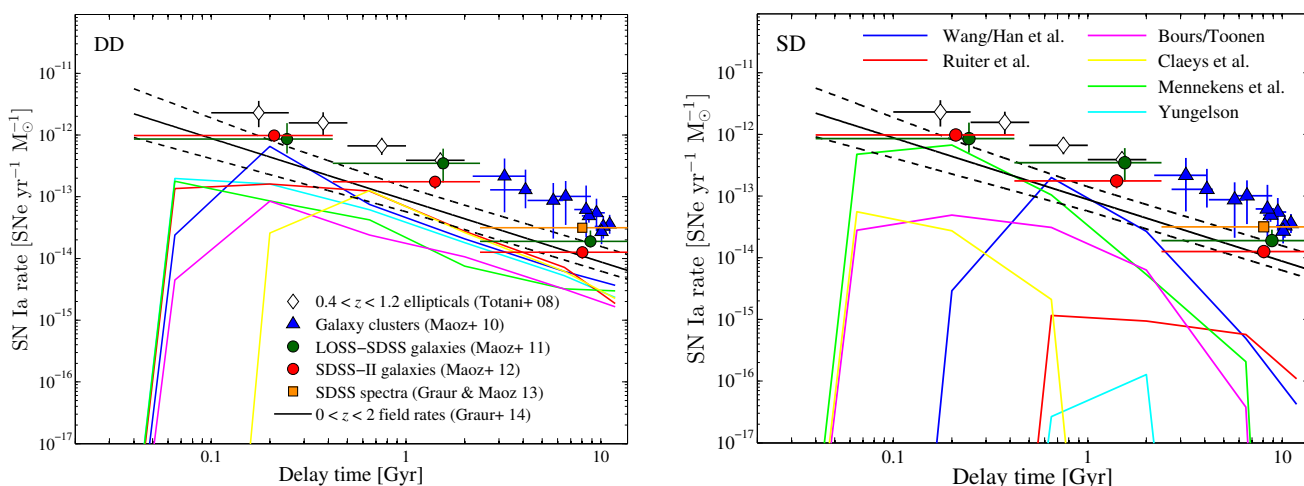 DD
SN Ia rate [SNe yr⁻¹ M⊙⁻¹]
10⁻¹¹
10⁻¹²
10⁻¹³
10⁻¹⁴
10⁻¹⁵
10⁻¹⁶
10⁻¹⁷
0.4 < z < 1.2 ellipticals (Totani+ 08)
Galaxy clusters (Maoz+ 10)
LOSS−SDSS galaxies (Maoz+ 11)
SDSS−II galaxies (Maoz+ 12)
SDSS spectra (Graur & Maoz 13)
0 < z < 2 field rates (Graur+ 14)
0.1 1 10
Delay time [Gyr]
SD
Wang/Han et al.
Ruiter et al.
Bours/Toonen
Claeys et al.
Mennekens et al.
Yungelson
SN Ia rate [SNe yr⁻¹ M⊙⁻¹]
10⁻¹¹
10⁻¹²
10⁻¹³
10⁻¹⁴
10⁻¹⁵
10⁻¹⁶
10⁻¹⁷
0.1 1 10
Delay time [Gyr]